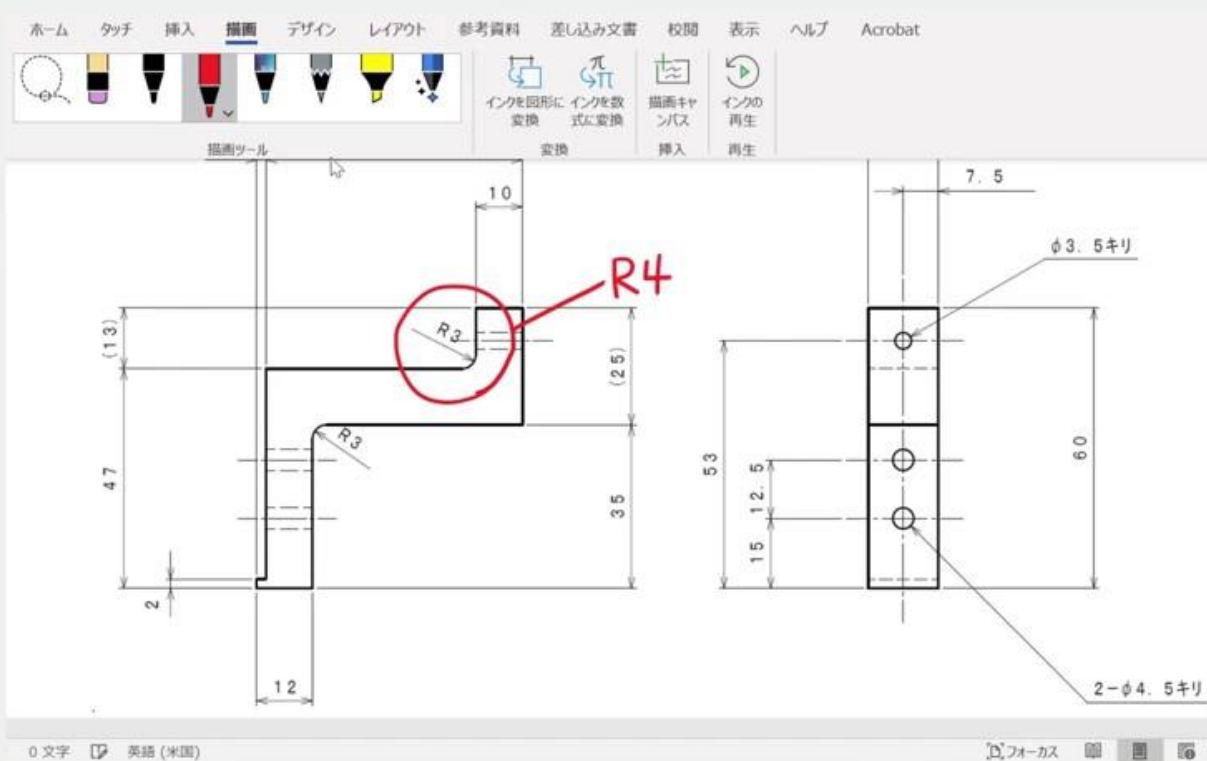 ホーム タッチ 挿入 描画 デザイン レイアウト 参考資料 差し込み文書 校閲 表示 ヘルプ Acrobat
インクを図形に変換
インクを数式に変換
描画キャンバス
インクの再生
描画ツール 変換 挿入 再生
10
7. 5
φ3. 5キリ
R4
(13)
R3
(25)
R3
47
35
2
12
53
12. 5
15
60
2-φ4. 5キリ
0 文字 英語 (米国) フォーカス